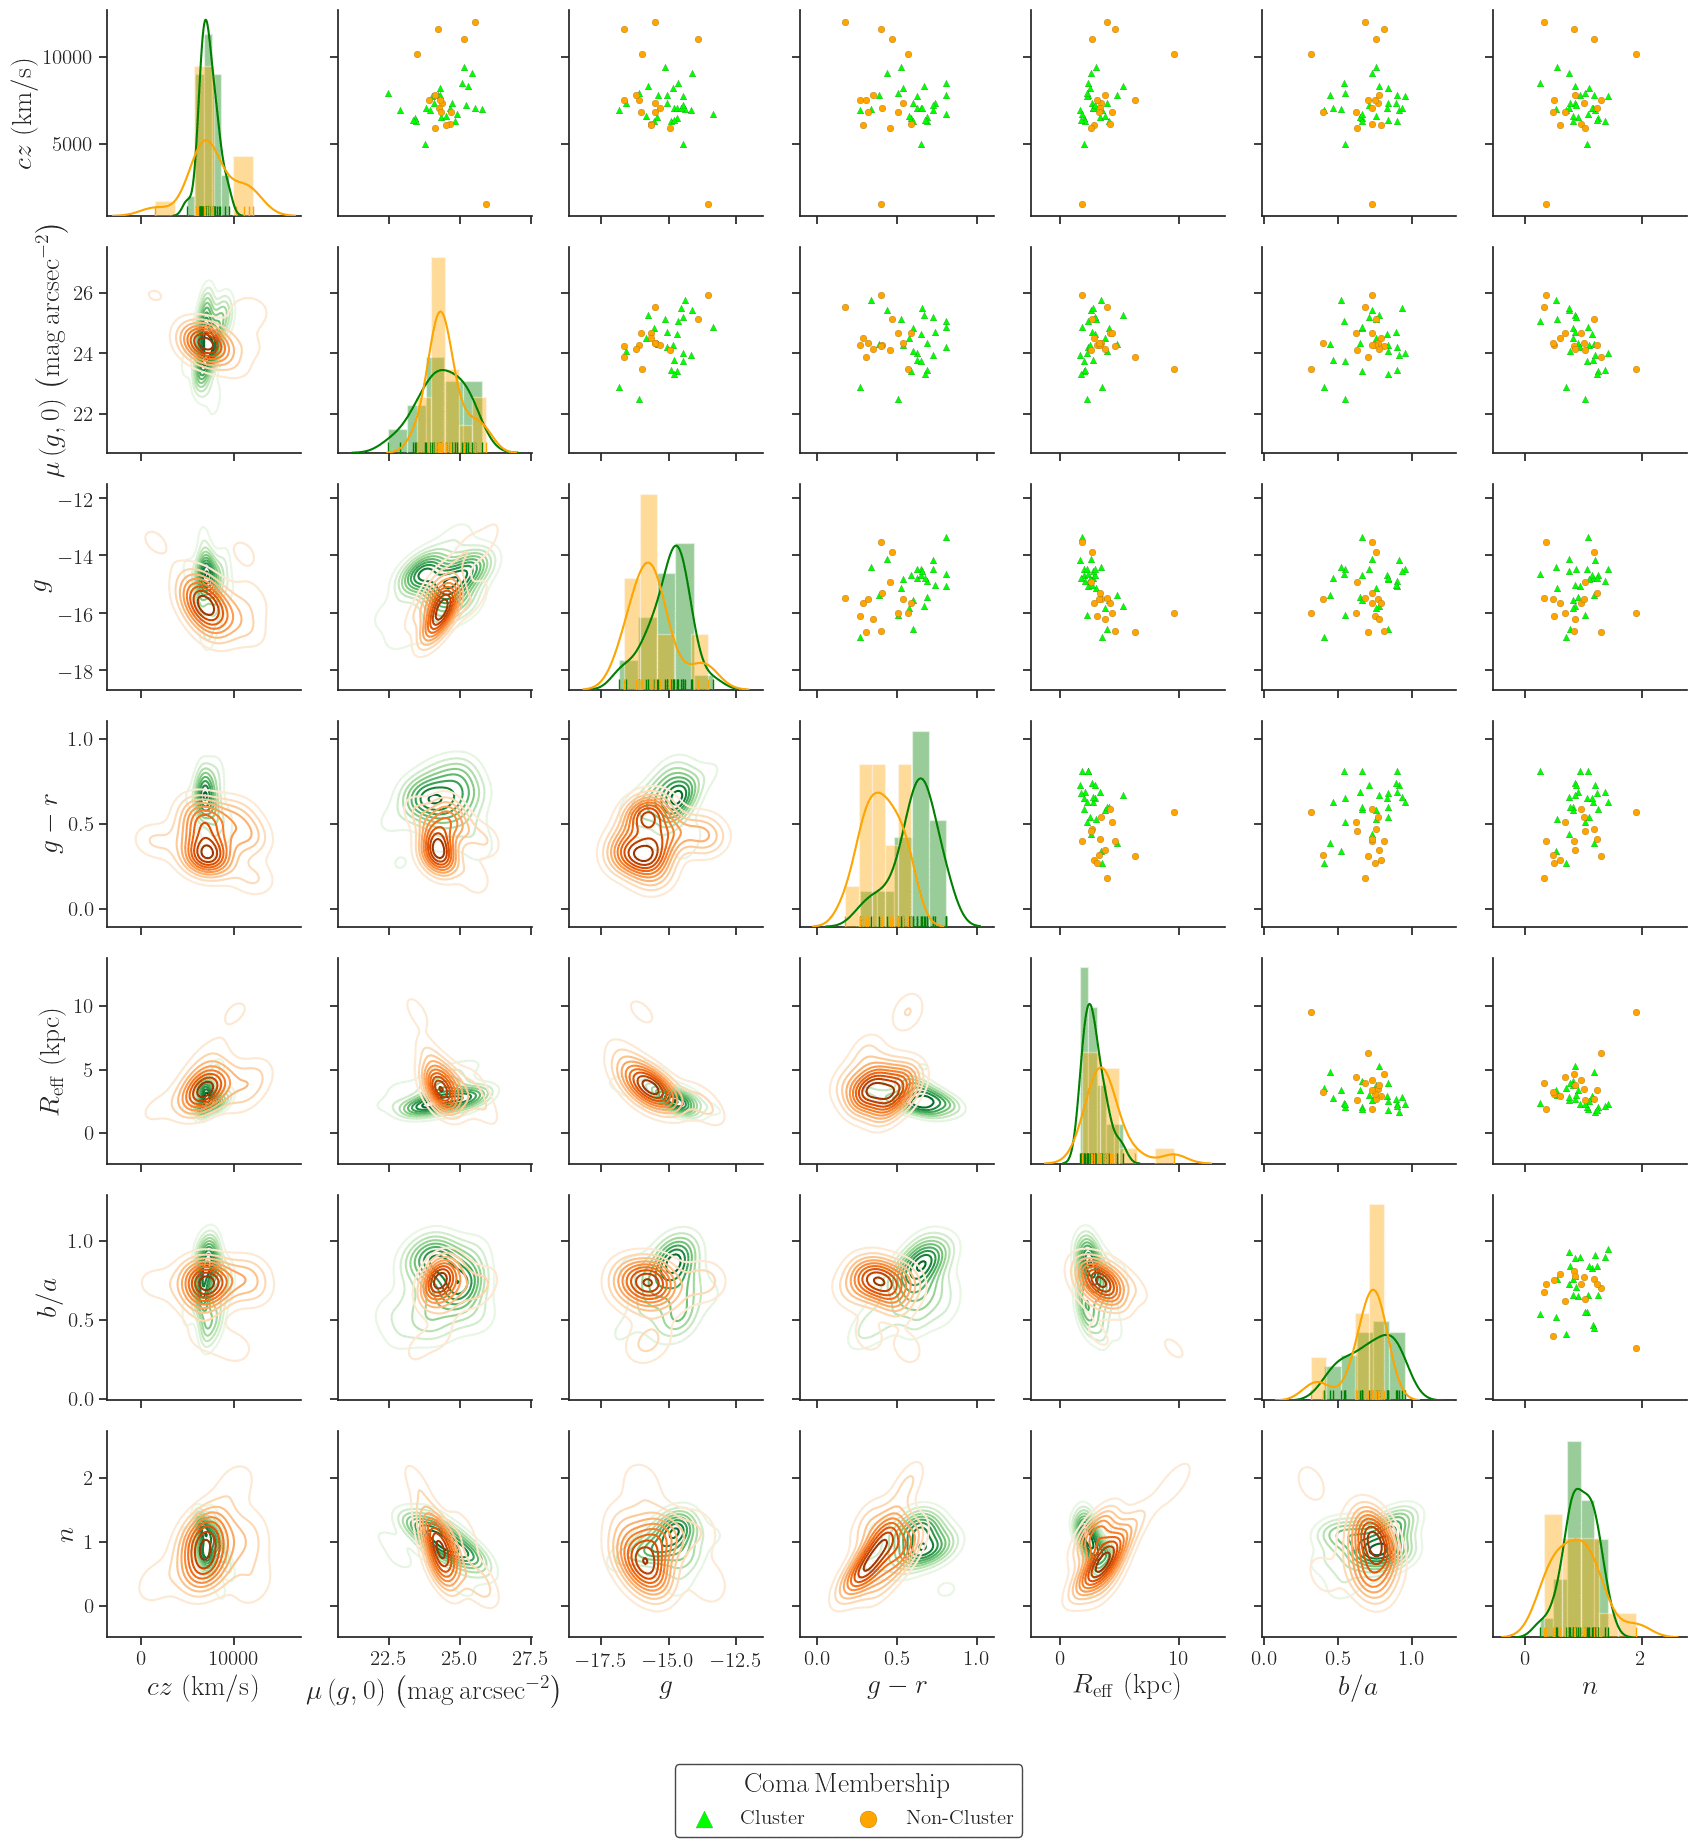 cz (km/s)
10000
5000
μ(g, 0) (mag arcsec⁻²)
26
24
22
g
−12
−14
−16
−18
g − r
1.0
0.5
0.0
R_eff (kpc)
10
5
0
b/a
1.0
0.5
0.0
n
2
1
0
0 10000 22.5 25.0 27.5 −17.5 −15.0 −12.5 0.0 0.5 1.0 0 10 0.0 0.5 1.0 0 2
cz (km/s) μ(g, 0) (mag arcsec⁻²) g g − r R_eff (kpc) b/a n
Coma Membership
Cluster Non-Cluster